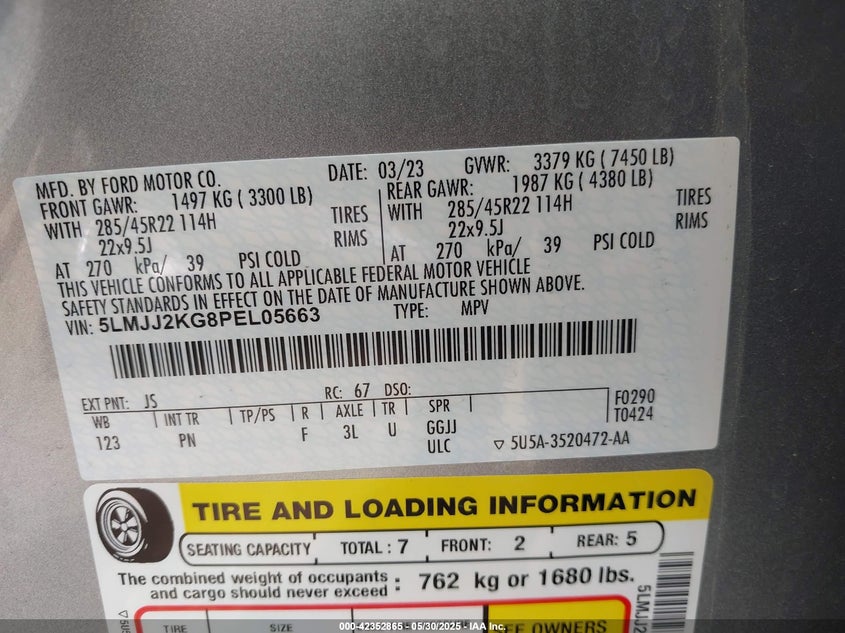 MFD. BY FORD MOTOR CO.
DATE: 03/23
GVWR: 3379 KG ( 7450 LB)
FRONT GAWR: 1497 KG ( 3300 LB)
WITH 285/45R22 114H TIRES
22x9.5J RIMS
AT 270 kPa/ 39 PSI COLD
REAR GAWR: 1987 KG ( 4380 LB)
WITH 285/45R22 114H TIRES
22x9.5J RIMS
AT 270 kPa/ 39 PSI COLD
THIS VEHICLE CONFORMS TO ALL APPLICABLE FEDERAL MOTOR VEHICLE
SAFETY STANDARDS IN EFFECT ON THE DATE OF MANUFACTURE SHOWN ABOVE.
VIN: 5LMJJ2KG8PEL05663 TYPE: MPV
EXT PNT: JS RC: 67 DSO:
WB INT TR TP/PS R AXLE TR SPR F0290
123 PN F 3L U GGJJ T0424
ULC ▽ 5U5A-3520472-AA
TIRE AND LOADING INFORMATION
SEATING CAPACITY TOTAL : 7 FRONT: 2 REAR: 5
The combined weight of occupants
and cargo should never exceed : 762 kg or 1680 lbs.
TIRE SIZE
SEE OWNERS
5LMJJ2
▽5U5
000-42352865 - 05/30/2025 - IAA Inc.